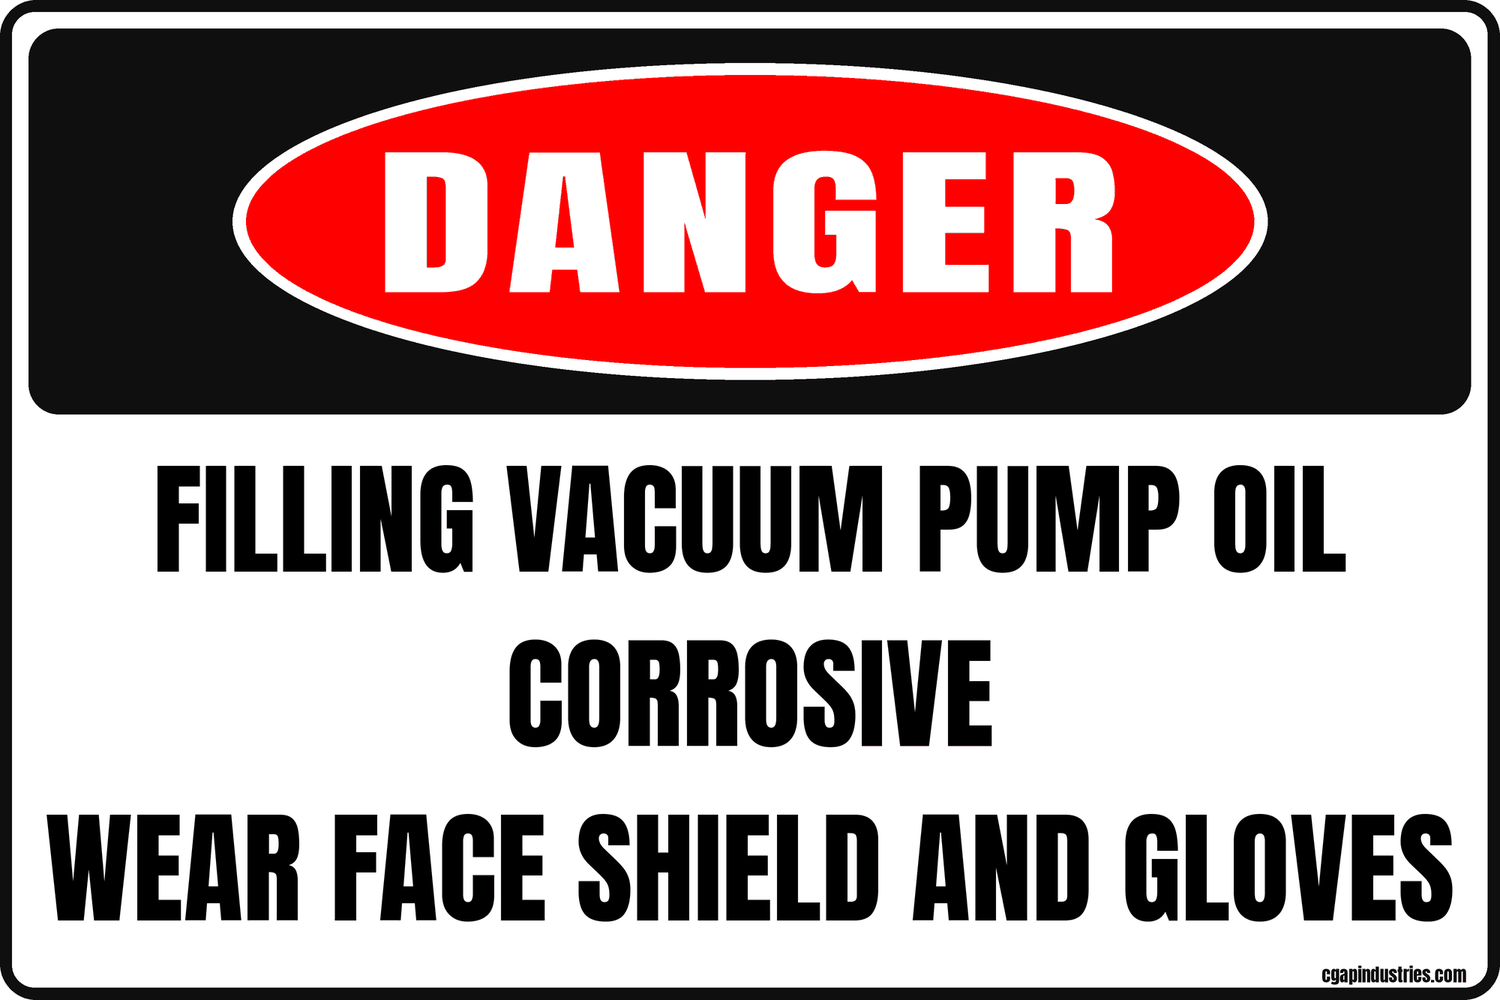 DANGER
FILLING VACUUM PUMP OIL
CORROSIVE
WEAR FACE SHIELD AND GLOVES
cgapindustries.com